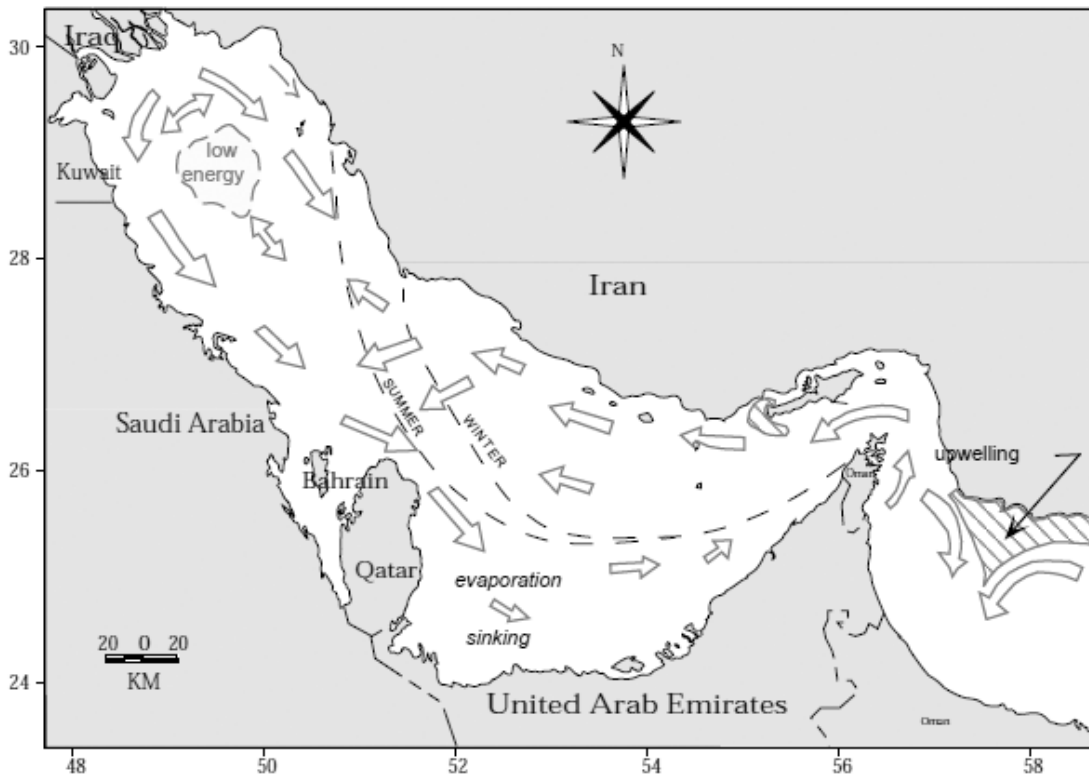 30
28
26
24
Iraq
N
low
energy
Kuwait
Iran
SUMMER
WINTER
Saudi Arabia
Bahrain
Oman
upwelling
Qatar
evaporation
sinking
20 0 20
KM
United Arab Emirates
Oman
48 50 52 54 56 58